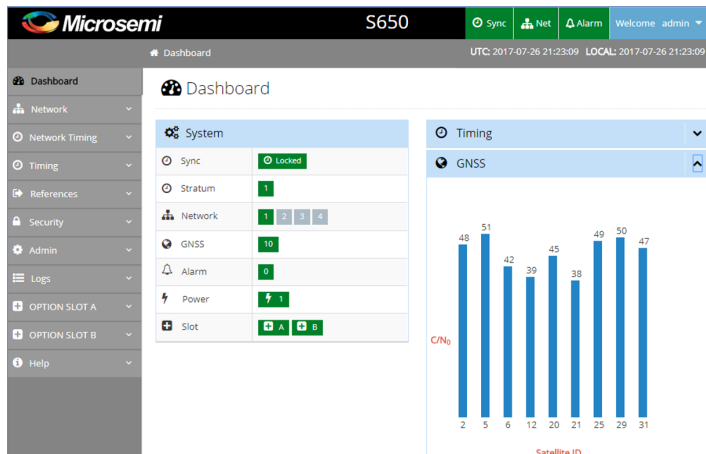 Microsemi
S650
Sync Net Alarm Welcome admin
Dashboard
UTC: 2017-07-26 21:23:09 LOCAL: 2017-07-26 21:23:09
Dashboard
Network
Network Timing
Timing
References
Security
Admin
Logs
OPTION SLOT A
OPTION SLOT B
Help
Dashboard
System
Sync Locked
Stratum 1
Network 1 2 3 4
GNSS 10
Alarm 0
Power 1
Slot A B
Timing
GNSS
48 51 42 39 45 38 49 50 47
C/N0
2 5 6 12 20 21 25 29 31
Satellite ID